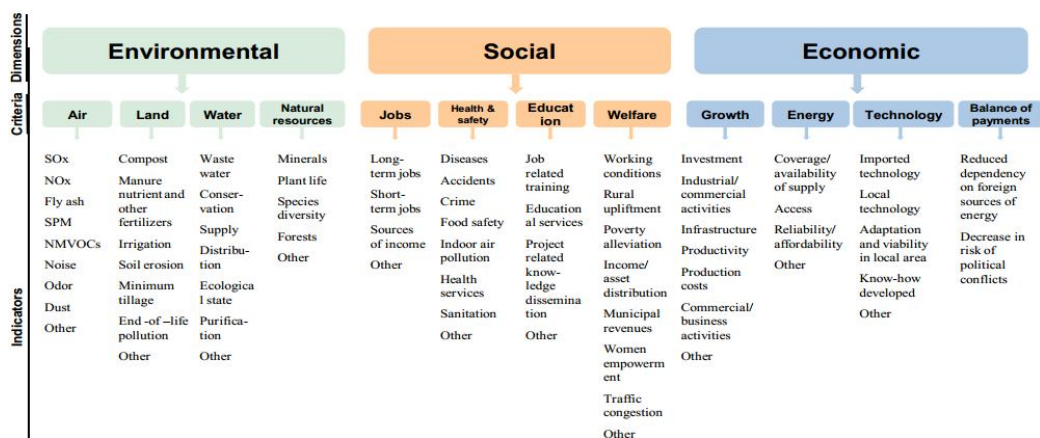 Dimensions
Environmental
Social
Economic
Criteria
Air
Land
Water
Natural
resources
Jobs
Health &
safety
Educat
ion
Welfare
Growth
Energy
Technology
Balance of
payments
Indicators
SOx
NOx
Fly ash
SPM
NMVOCs
Noise
Odor
Dust
Other
Compost
Manure
nutrient and
other
fertilizers
Irrigation
Soil erosion
Minimum
tillage
End -of –life
pollution
Other
Waste
water
Conser-
vation
Supply
Distribu-
tion
Ecologica
l state
Purifica-
tion
Other
Minerals
Plant life
Species
diversity
Forests
Other
Long-
term jobs
Short-
term jobs
Sources
of income
Other
Diseases
Accidents
Crime
Food safety
Indoor air
pollution
Health
services
Sanitation
Other
Job
related
training
Education
al services
Project
related
know-
ledge
dissemina
tion
Other
Working
conditions
Rural
upliftment
Poverty
alleviation
Income/
asset
distribution
Municipal
revenues
Women
empowerm
ent
Traffic
congestion
Other
Investment
Industrial/
commercial
activities
Infrastructure
Productivity
Production
costs
Commercial/
business
activities
Other
Coverage/
availability
of supply
Access
Reliability/
affordability
Other
Imported
technology
Local
technology
Adaptation
and viability
in local area
Know-how
developed
Other
Reduced
dependency
on foreign
sources of
energy
Decrease in
risk of
political
conflicts